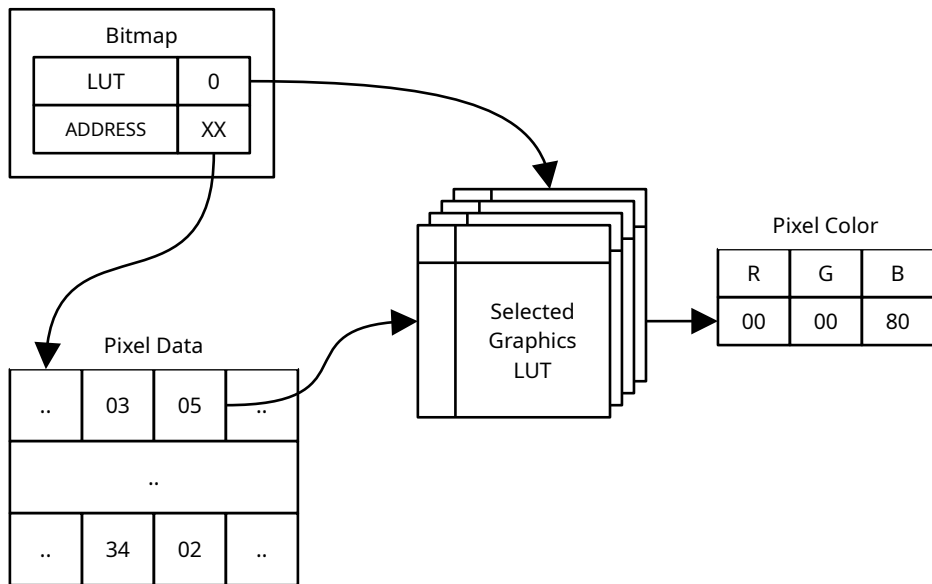 Bitmap
LUT 0
ADDRESS XX
Pixel Color
R G B
Selected
00 00 80
Graphics
LUT
Pixel Data
.. 03 05 ..
..
.. 34 02 ..